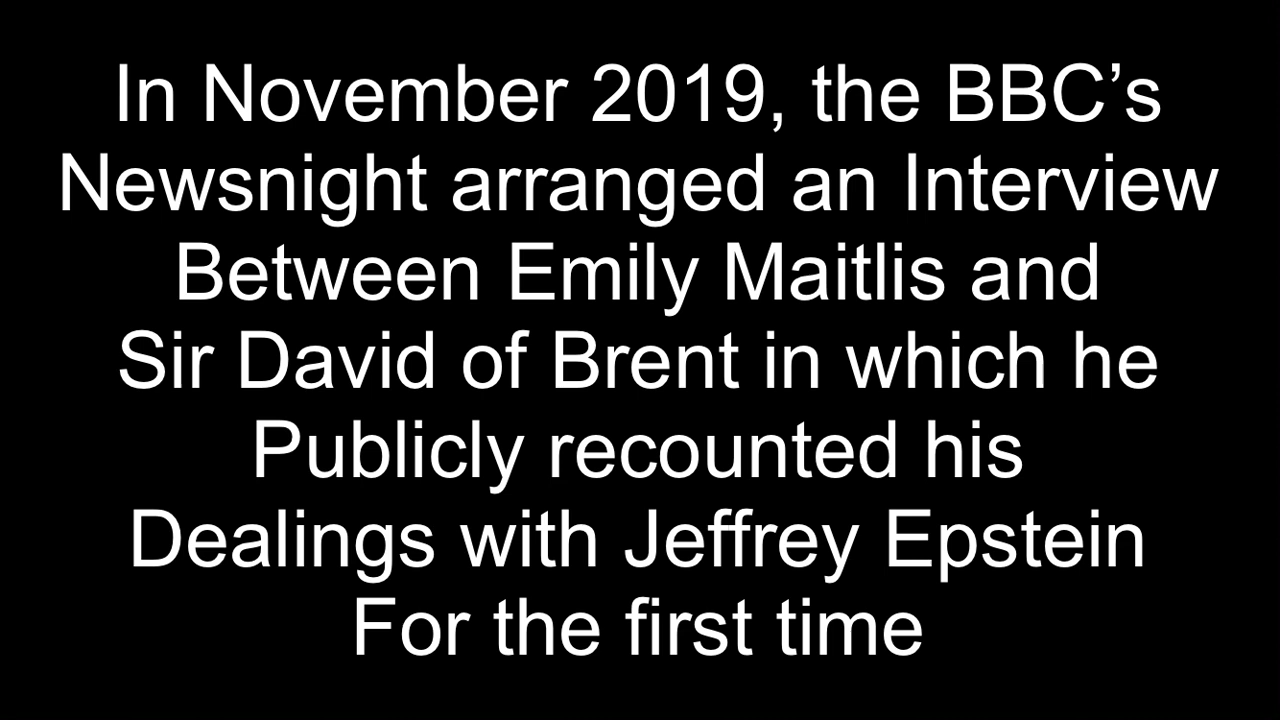 In November 2019, the BBC’s
Newsnight arranged an Interview
Between Emily Maitlis and
Sir David of Brent in which he
Publicly recounted his
Dealings with Jeffrey Epstein
For the first time